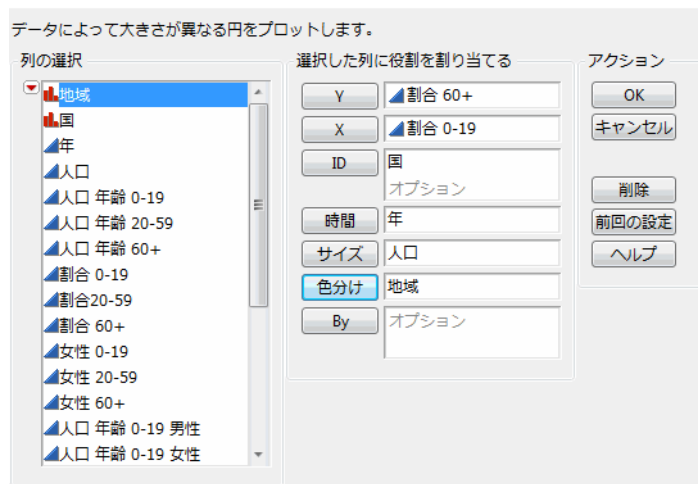 データによって大きさが異なる円をプロットします。
列の選択
地域
国
年
人口
人口 年齢 0-19
人口 年齢 20-59
人口 年齢 60+
割合 0-19
割合20-59
割合 60+
女性 0-19
女性 20-59
女性 60+
人口 年齢 0-19 男性
人口 年齢 0-19 女性
選択した列に役割を割り当てる
Y 割合 60+
X 割合 0-19
ID 国
オプション
時間 年
サイズ 人口
色分け 地域
By オプション
アクション
OK
キャンセル
削除
前回の設定
ヘルプ